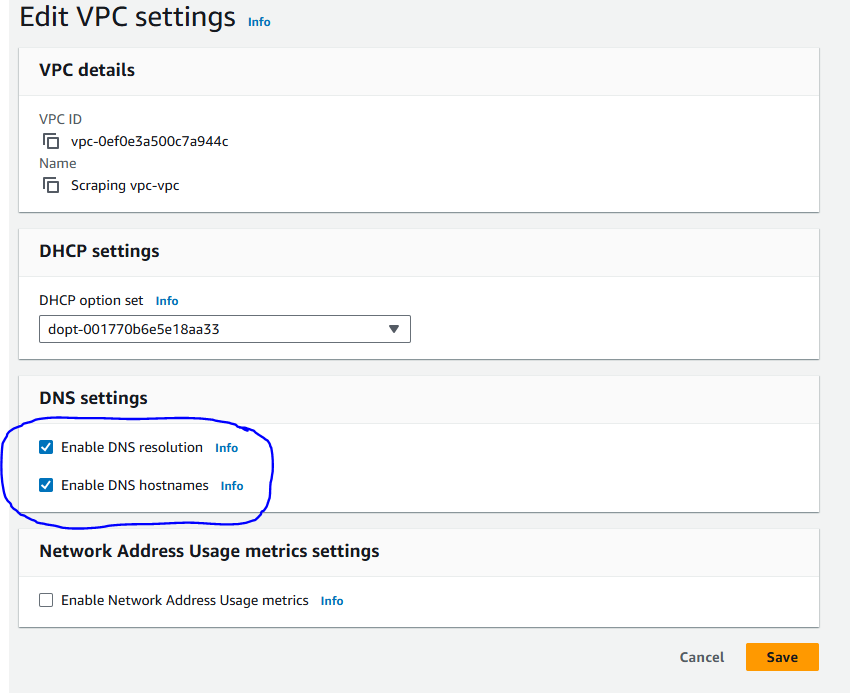 Edit VPC settings Info
VPC details
VPC ID
vpc-0ef0e3a500c7a944c
Name
Scraping vpc-vpc
DHCP settings
DHCP option set Info
dopt-001770b6e5e18aa33
DNS settings
Enable DNS resolution Info
Enable DNS hostnames Info
Network Address Usage metrics settings
Enable Network Address Usage metrics Info
Cancel Save